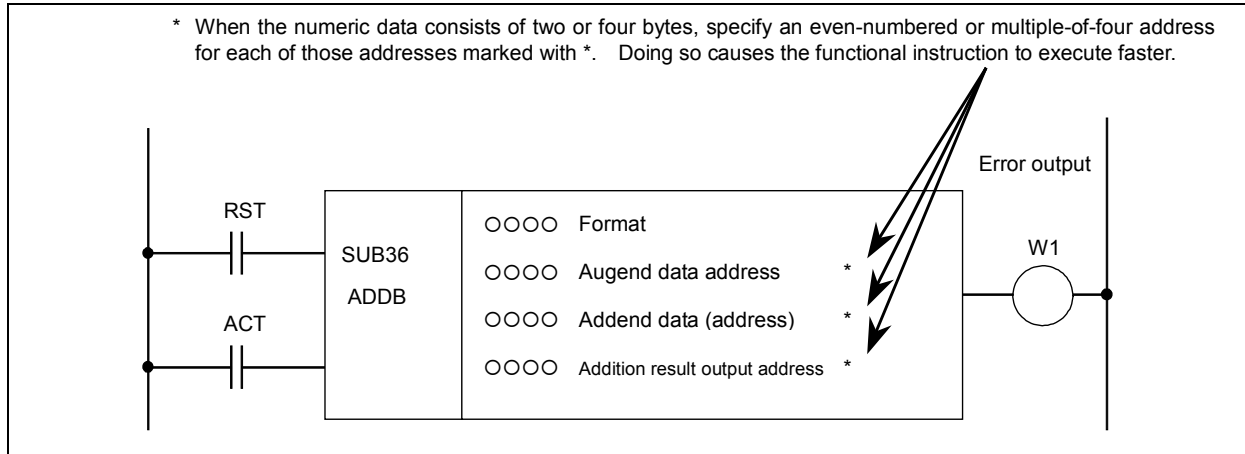 * When the numeric data consists of two or four bytes, specify an even-numbered or multiple-of-four address
for each of those addresses marked with *. Doing so causes the functional instruction to execute faster.
Error output
RST
SUB36
ADDB
ACT
○○○○ Format
○○○○ Augend data address *
○○○○ Addend data (address) *
○○○○ Addition result output address *
W1